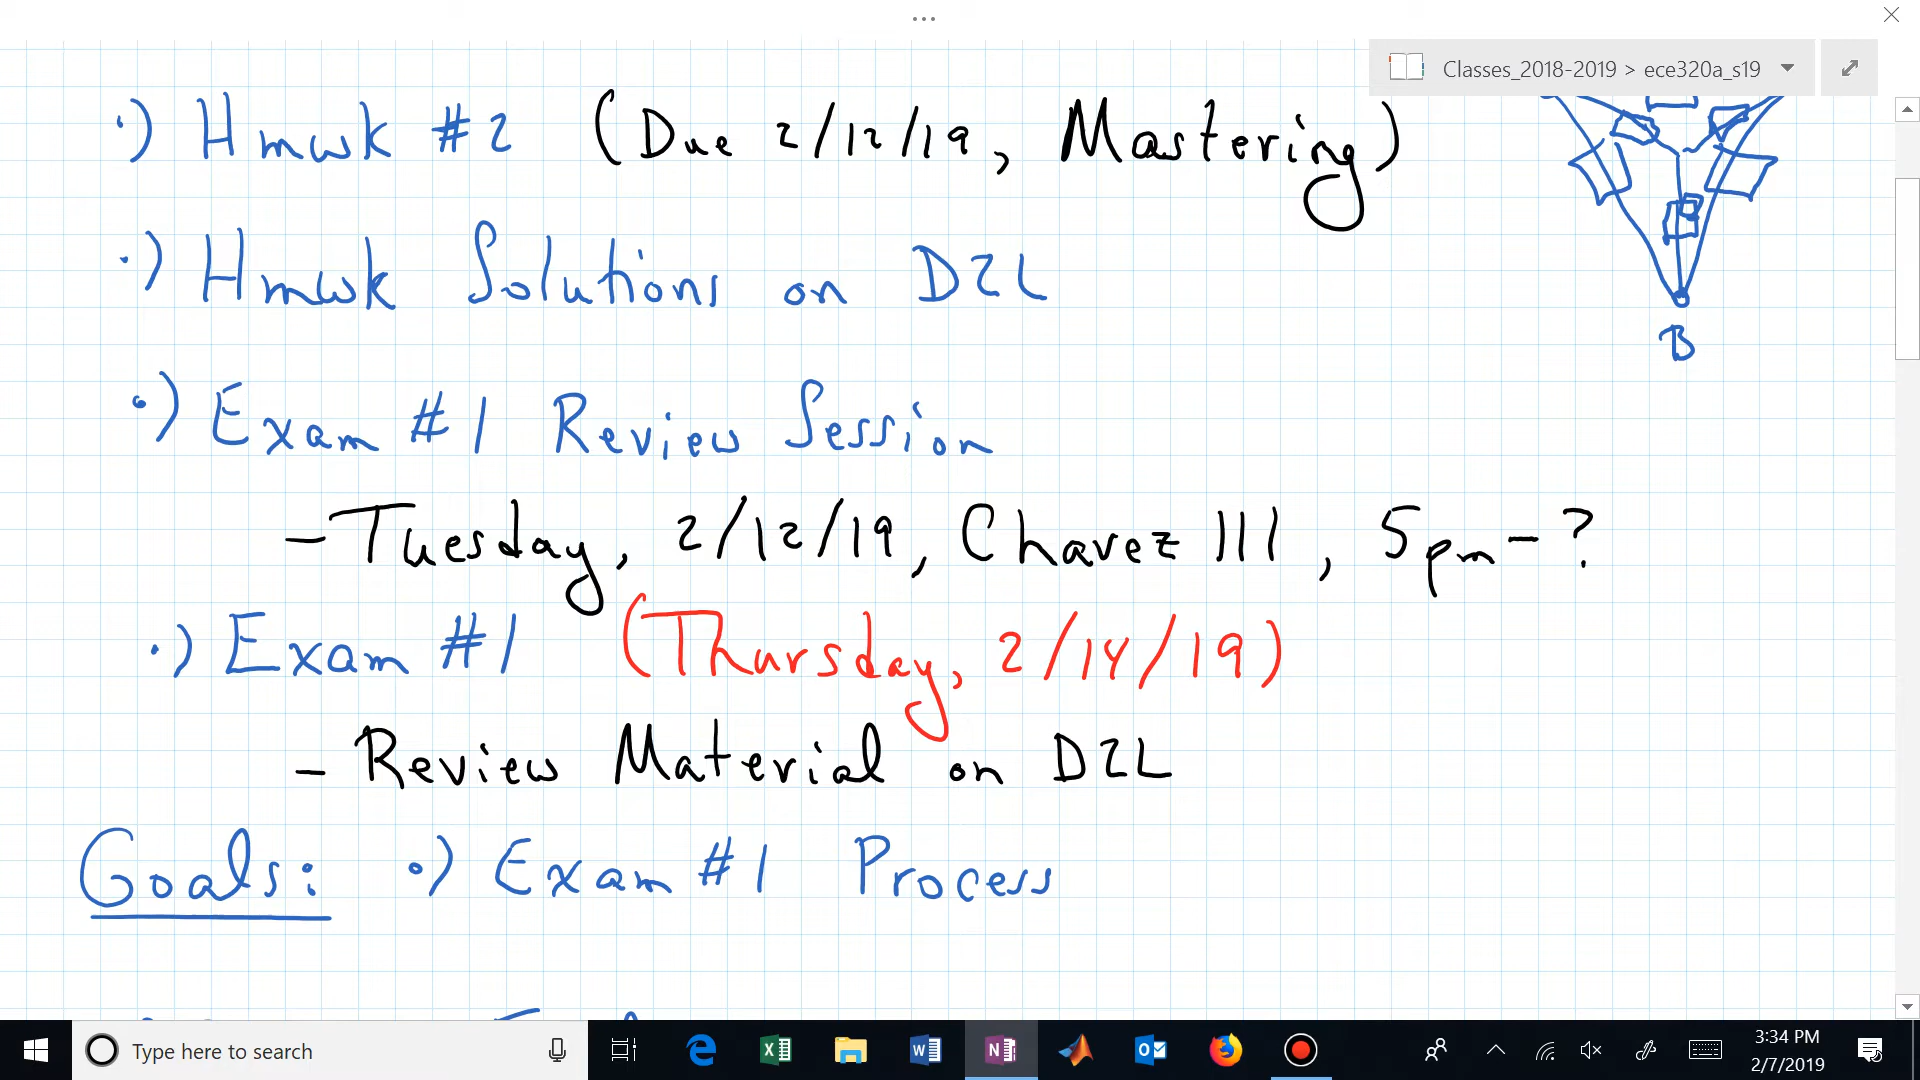 ...
Classes_2018-2019 > ece320a_s19
·) Hmwk #2 (Due 2/12/19, Mastering)
·) Hmwk Solutions on D2L
B
·) Exam #1 Review Session
- Tuesday, 2/12/19, Chavez 111, 5pm - ?
·) Exam #1 (Thursday, 2/14/19)
- Review Material on D2L
Goals: ·) Exam #1 Process
Type here to search
3:34 PM
2/7/2019